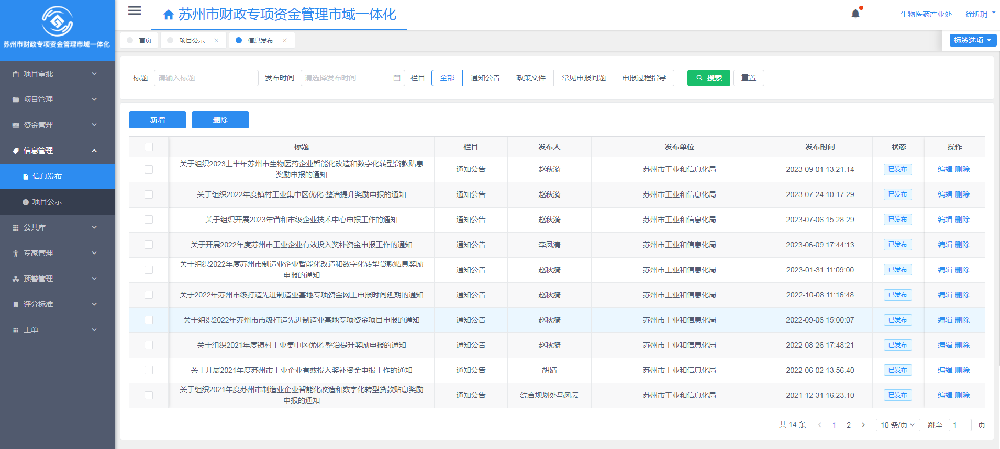 苏州市财政专项资金管理市域一体化
苏州市财政专项资金管理市域一体化
生物医药产业处 徐昕玥
首页 项目公示 信息发布
标签选项
项目审批
项目管理
资金管理
信息管理
信息发布
项目公示
公共库
专家管理
预警管理
评分标准
工单
标题 请输入标题 发布时间 请选择发布时间 栏目 全部 通知公告 政策文件 常见申报问题 申报过程指导 搜索 重置
新增 删除
标题 栏目 发布人 发布单位 发布时间 状态 操作
关于组织2023上半年苏州市生物医药企业智能化改造和数字化转型贷款贴息
奖励申报的通知 通知公告 赵秋漪 苏州市工业和信息化局 2023-09-01 13:21:14 已发布 编辑 删除
关于组织2022年度镇村工业集中区优化 整治提升奖励申报的通知 通知公告 赵秋漪 苏州市工业和信息化局 2023-07-24 10:17:29 已发布 编辑 删除
关于组织开展2023年省和市级企业技术中心申报工作的通知 通知公告 赵秋漪 苏州市工业和信息化局 2023-07-06 15:28:29 已发布 编辑 删除
关于开展2022年度苏州市工业企业有效投入奖补资金申报工作的通知 通知公告 李凤清 苏州市工业和信息化局 2023-06-09 17:44:13 已发布 编辑 删除
关于组织2022年度苏州市制造业企业智能化改造和数字化转型贷款贴息奖励
申报的通知 通知公告 赵秋漪 苏州市工业和信息化局 2023-01-31 11:09:00 已发布 编辑 删除
关于2022年苏州市级打造先进制造业基地专项资金网上申报时间延期的通知 通知公告 赵秋漪 苏州市工业和信息化局 2022-10-08 11:16:48 已发布 编辑 删除
关于组织2022年苏州市市级打造先进制造业基地专项资金项目申报的通知 通知公告 赵秋漪 苏州市工业和信息化局 2022-09-06 15:00:07 已发布 编辑 删除
关于组织2021年度镇村工业集中区优化 整治提升奖励申报的通知 通知公告 赵秋漪 苏州市工业和信息化局 2022-08-26 17:48:21 已发布 编辑 删除
关于开展2021年度苏州市工业企业有效投入奖补资金申报工作的通知 通知公告 胡婧 苏州市工业和信息化局 2022-06-02 13:56:40 已发布 编辑 删除
关于组织2021年度苏州市制造业企业智能化改造和数字化转型贷款贴息奖励
申报的通知 通知公告 综合规划处马风云 苏州市工业和信息化局 2021-12-31 16:23:10 已发布 编辑 删除
共 14 条 1 2 10 条/页 跳至 1 页